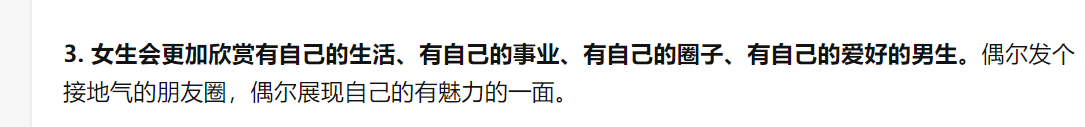 3. 女生会更加欣赏有自己的生活、有自己的事业、有自己的圈子、有自己的爱好的男生。偶尔发个
接地气的朋友圈，偶尔展现自己的有魅力的一面。